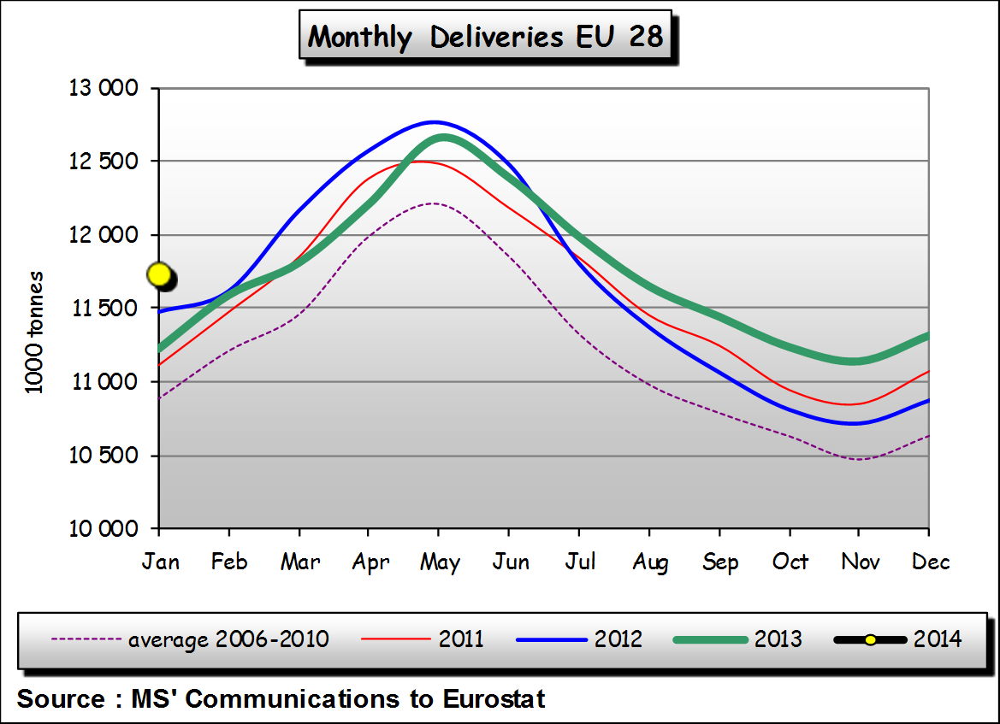 Monthly Deliveries EU 28
1000 tonnes
13 000
12 500
12 000
11 500
11 000
10 500
10 000
Jan Feb Mar Apr May Jun Jul Aug Sep Oct Nov Dec
average 2006-2010 2011 2012 2013 2014
Source : MS' Communications to Eurostat